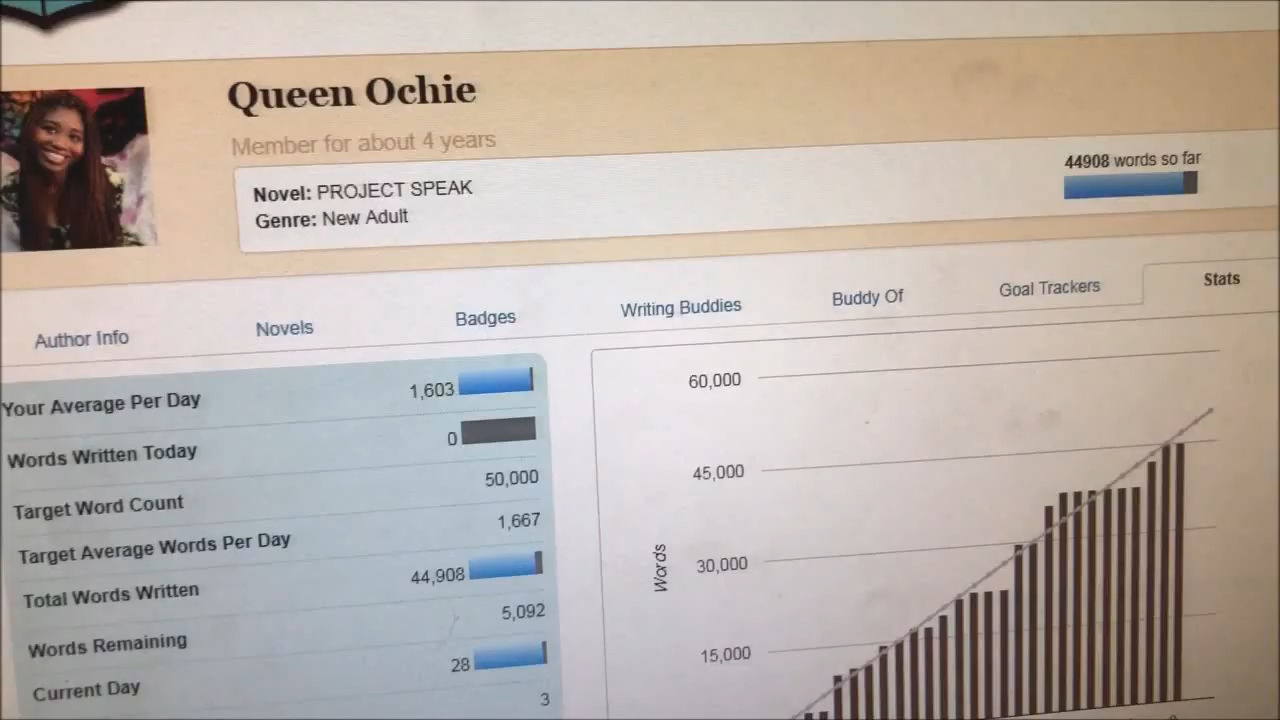 Queen Ochie
Member for about 4 years
Novel: PROJECT SPEAK
Genre: New Adult
44908 words so far
Author Info
Novels
Badges
Writing Buddies
Buddy Of
Goal Trackers
Stats
Your Average Per Day 1,603
Words Written Today 0
Target Word Count 50,000
Target Average Words Per Day 1,667
Total Words Written 44,908
Words Remaining 5,092
Current Day 28
3
60,000
45,000
30,000
15,000
Words